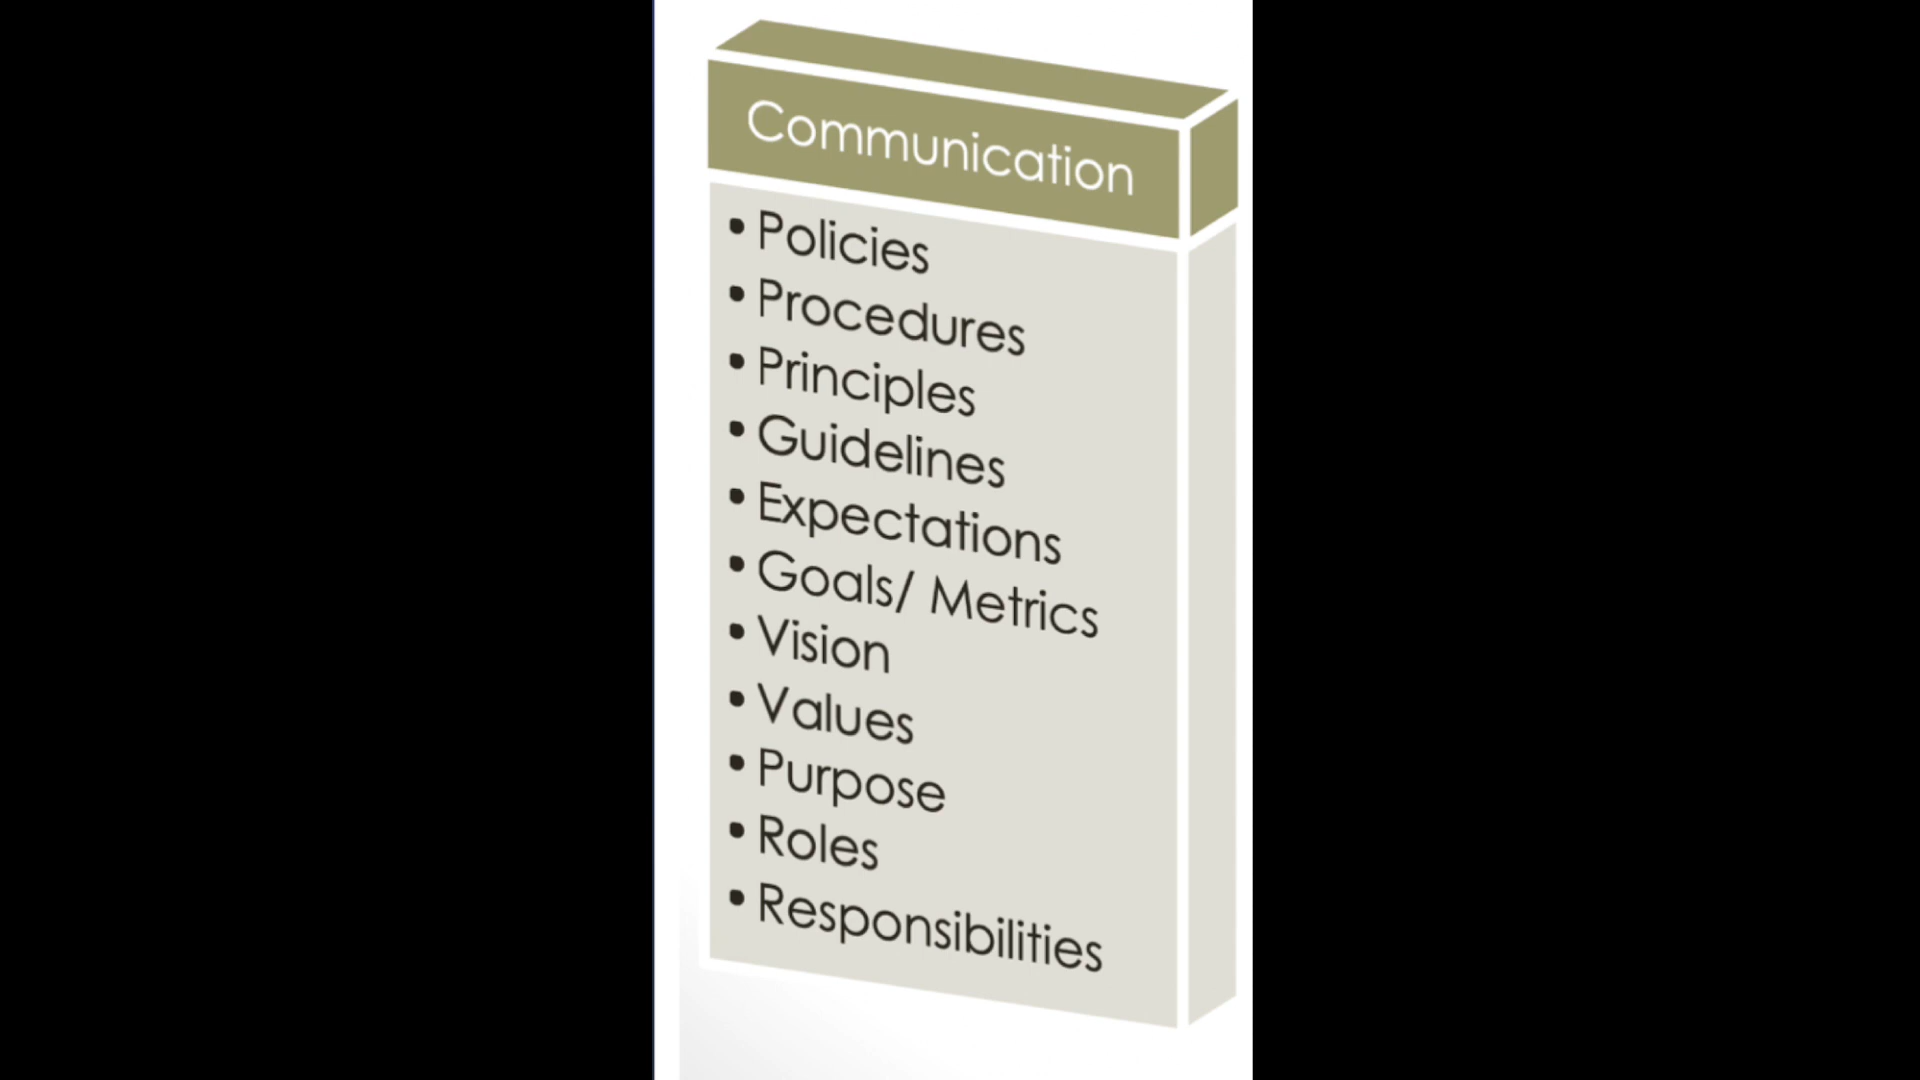 Communication
• Policies
• Procedures
• Principles
• Guidelines
• Expectations
• Goals/ Metrics
• Vision
• Values
• Purpose
• Roles
• Responsibilities